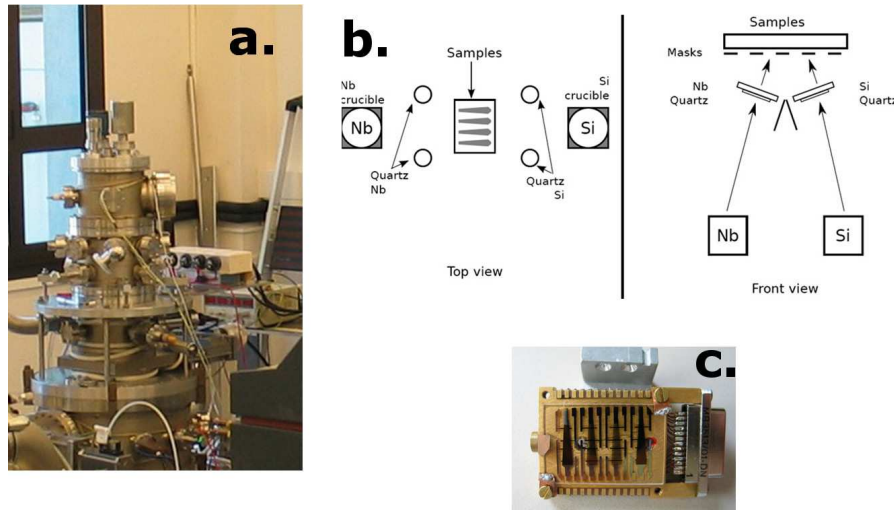 a.
b.
Samples
Nb
crucible
Nb
Si
crucible
Si
Quartz
Nb
Quartz
Si
Top view
Samples
Masks
Nb
Quartz
Si
Quartz
Nb
Si
Front view
c.